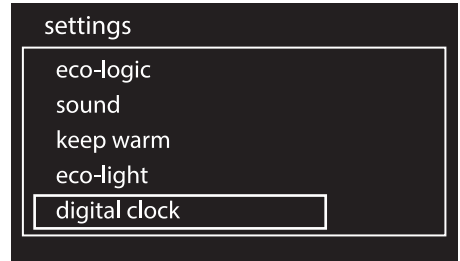 settings
eco-logic
sound
keep warm
eco-light
digital clock